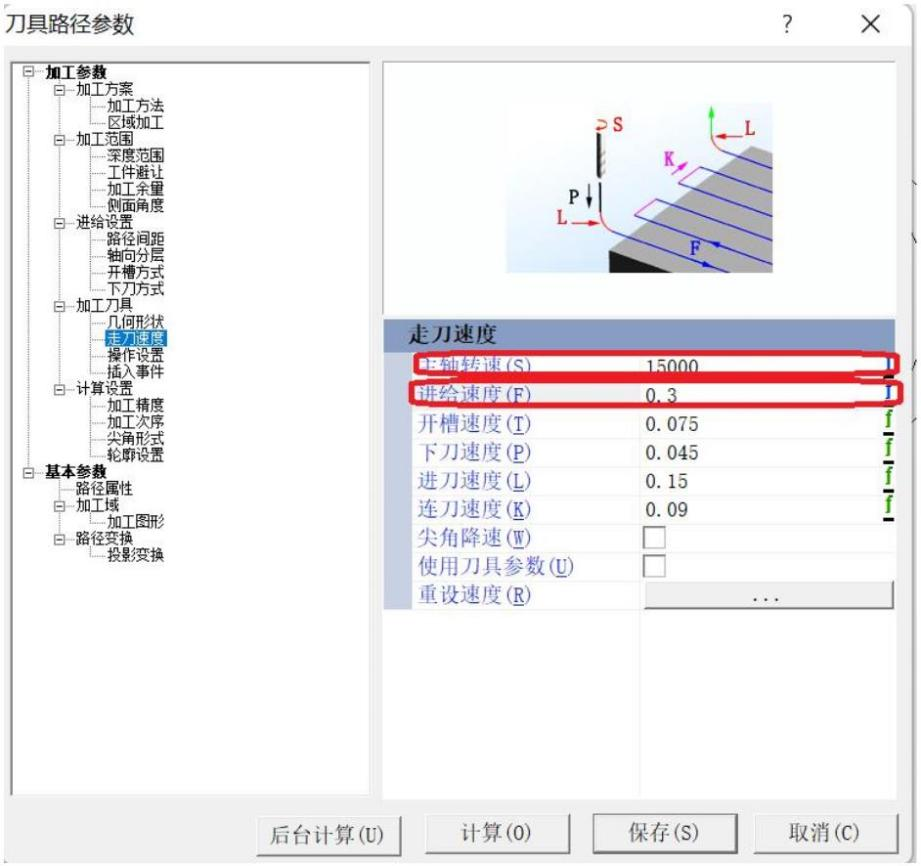 刀具路径参数
?
加工参数
加工方案
加工方法
区域加工
加工范围
深度范围
工件避让
加工余量
侧面角度
进给设置
路径间距
轴向分层
开槽方式
下刀方式
加工刀具
几何形状
走刀速度
操作设置
插入事件
计算设置
加工精度
加工次序
尖角形式
轮廓设置
基本参数
路径属性
加工域
加工图形
路径变换
投影变换
S
L
K
P
L
F
走刀速度
主轴转速(S) 15000 f
进给速度(F) 0.3 f
开槽速度(T) 0.075 f
下刀速度(P) 0.045 f
进刀速度(L) 0.15 f
连刀速度(K) 0.09 f
尖角降速(W)
使用刀具参数(U)
重设速度(R) ...
后台计算(U) 计算(O) 保存(S) 取消(C)